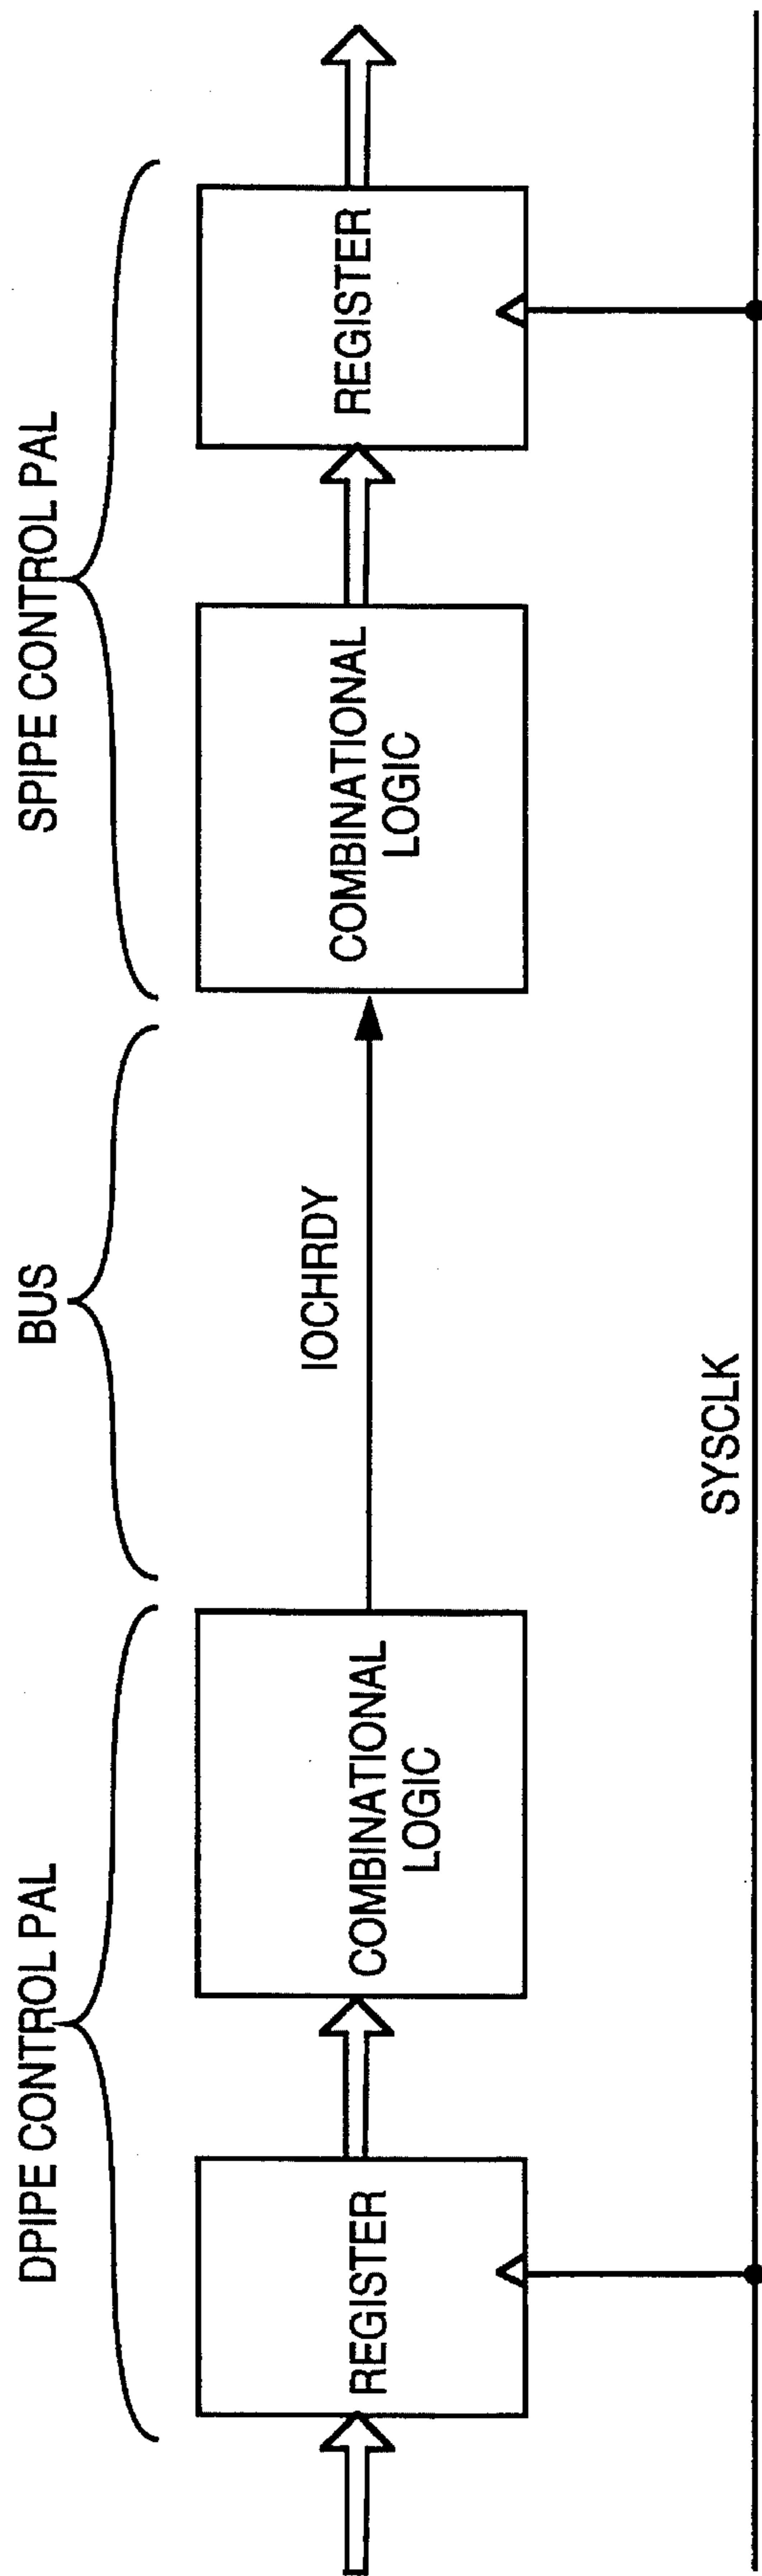 DPIPE CONTROL PAL
BUS
SPIPE CONTROL PAL
REGISTER
COMBINATIONAL
LOGIC
IOCHRDY
COMBINATIONAL
LOGIC
REGISTER
SYSCLK